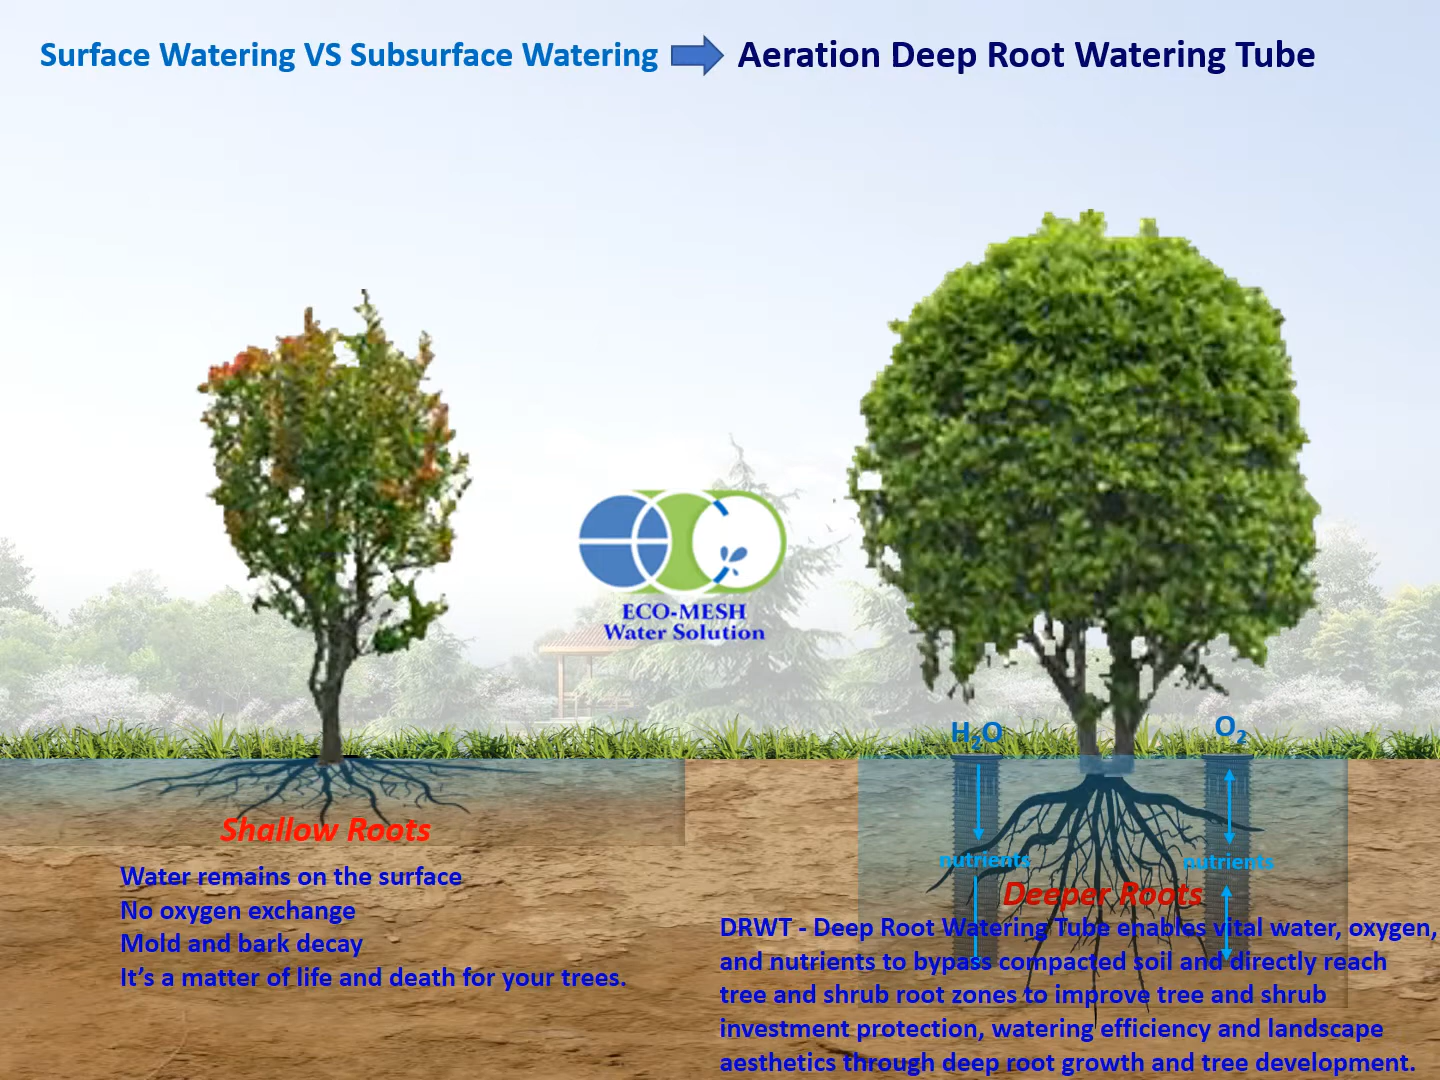 Surface Watering VS Subsurface Watering
Aeration Deep Root Watering Tube
ECO-MESH
Water Solution
H₂O
O₂
Shallow Roots
Water remains on the surface
No oxygen exchange
Mold and bark decay
It's a matter of life and death for your trees.
nutrients
nutrients
Deeper Roots
DRWT - Deep Root Watering Tube enables vital water, oxygen,
and nutrients to bypass compacted soil and directly reach
tree and shrub root zones to improve tree and shrub
investment protection, watering efficiency and landscape
aesthetics through deep root growth and tree development.